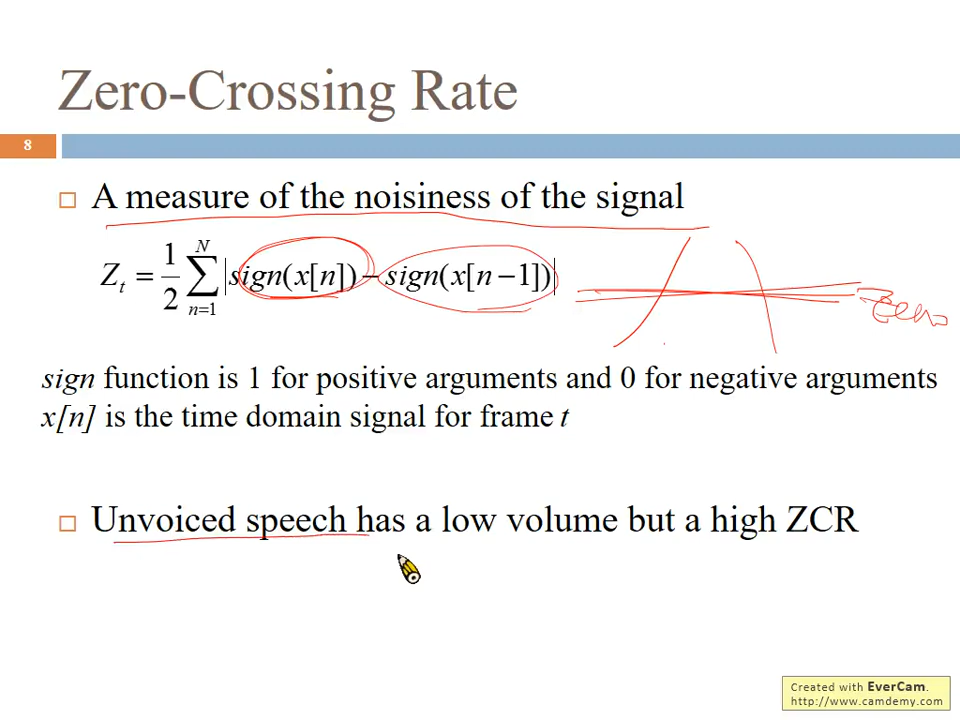 Zero-Crossing Rate
8
A measure of the noisiness of the signal
Z_t = 1/2 ∑_{n=1}^{N} |sign(x[n]) − sign(x[n − 1])|
zero
sign function is 1 for positive arguments and 0 for negative arguments
x[n] is the time domain signal for frame t
Unvoiced speech has a low volume but a high ZCR
Created with EverCam.
http://www.camdemy.com